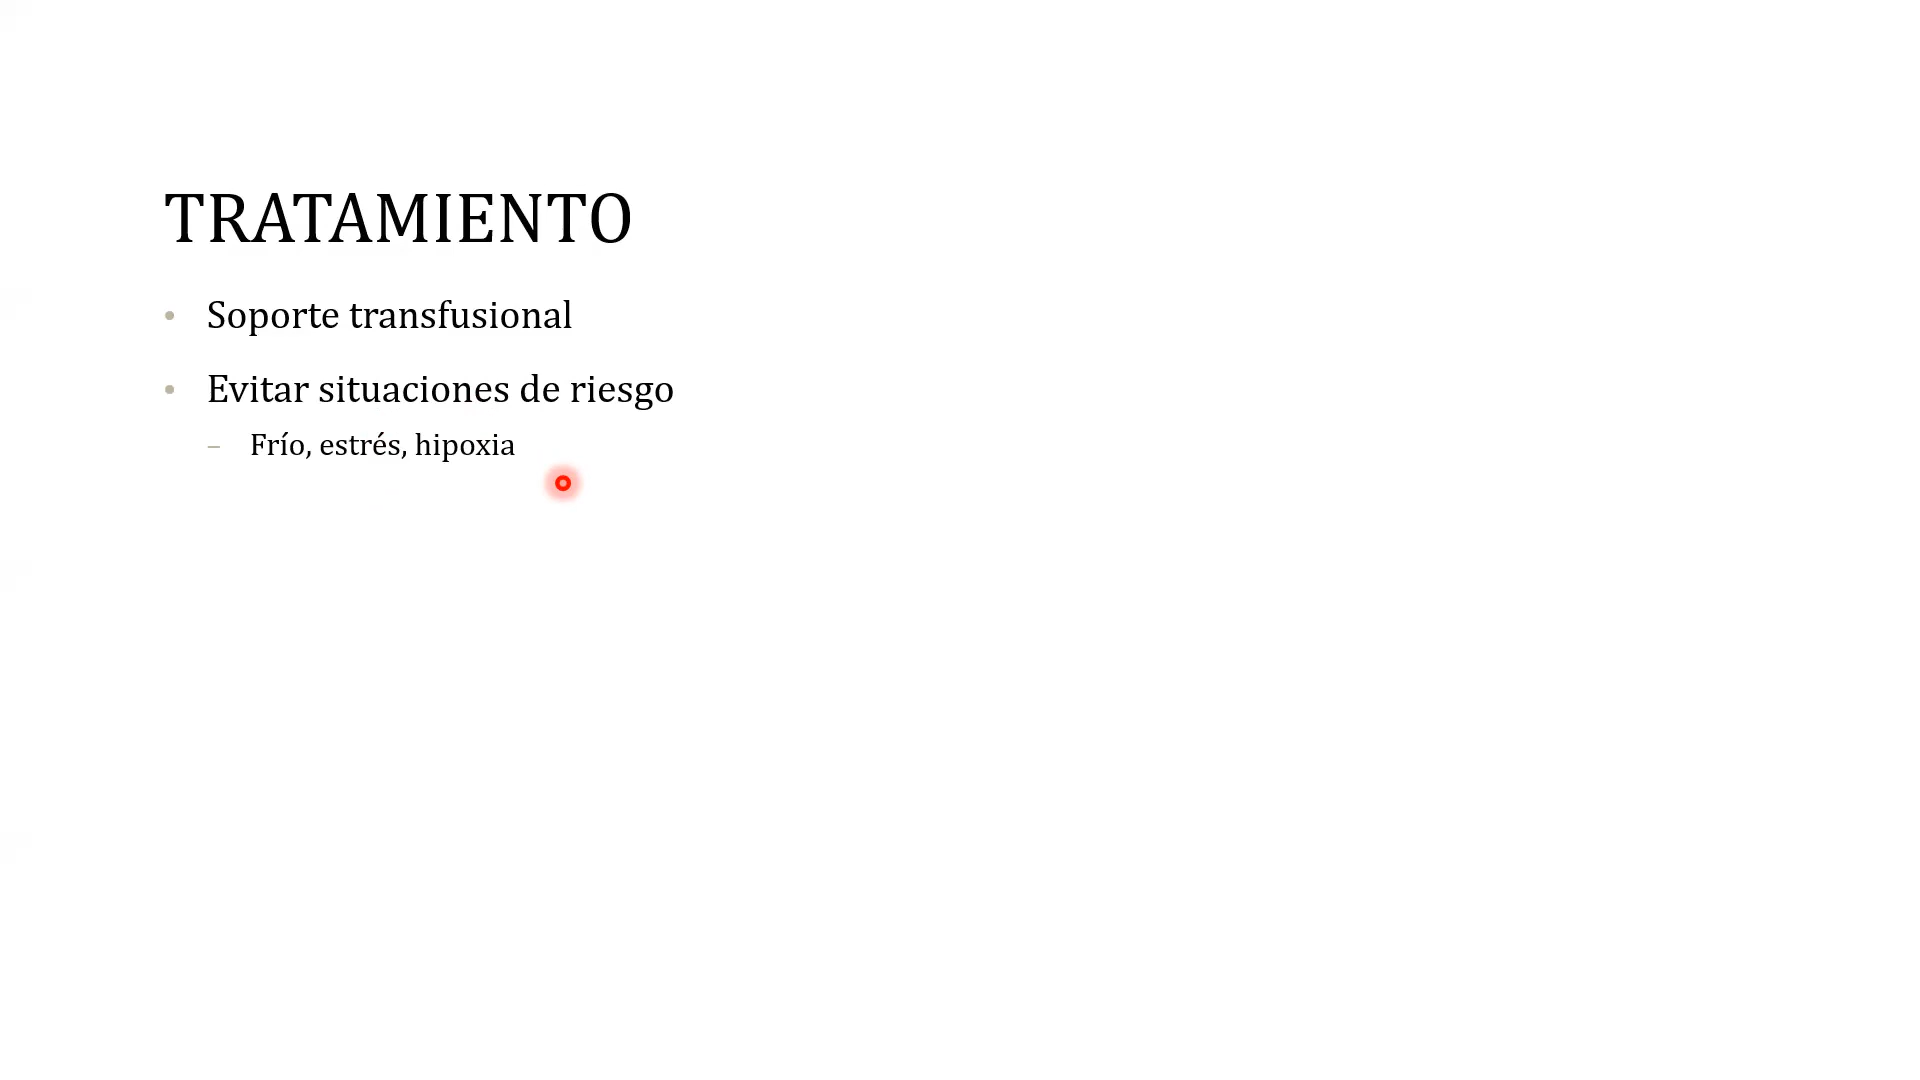 TRATAMIENTO
• Soporte transfusional
• Evitar situaciones de riesgo
– Frío, estrés, hipoxia